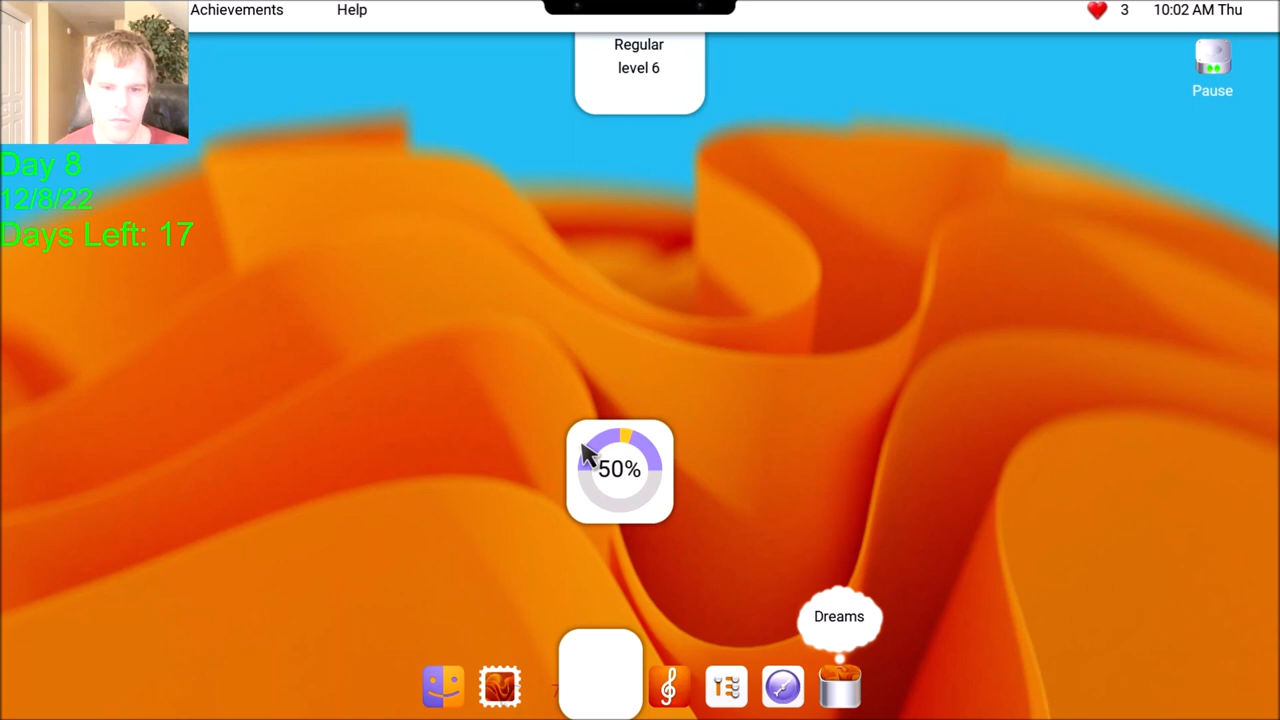 Achievements
Help
3
10:02 AM Thu
Regular
level 6
Pause
Day 8
12/8/22
Days Left: 17
50%
Dreams
7